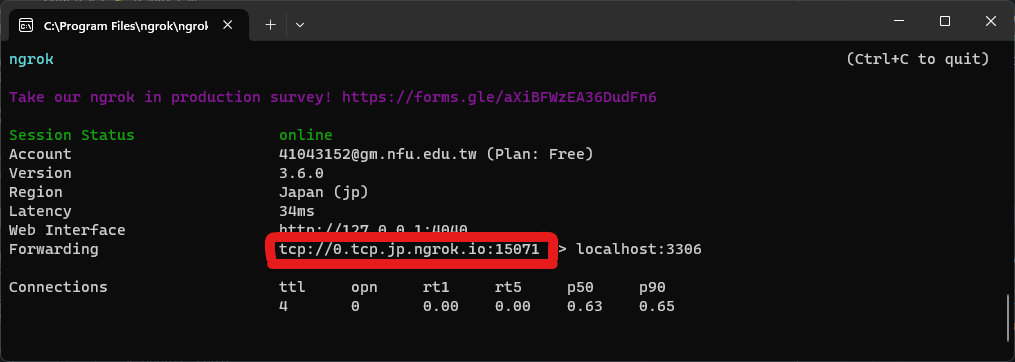 C:\Program Files\ngrok\ngrok
ngrok (Ctrl+C to quit)
Take our ngrok in production survey! https://forms.gle/aXiBFWzEA36DudFn6
Session Status online
Account 41043152@gm.nfu.edu.tw (Plan: Free)
Version 3.6.0
Region Japan (jp)
Latency 34ms
Web Interface http://127.0.0.1:4040
Forwarding tcp://0.tcp.jp.ngrok.io:15071 > localhost:3306
Connections ttl opn rt1 rt5 p50 p90
4 0 0.00 0.00 0.63 0.65